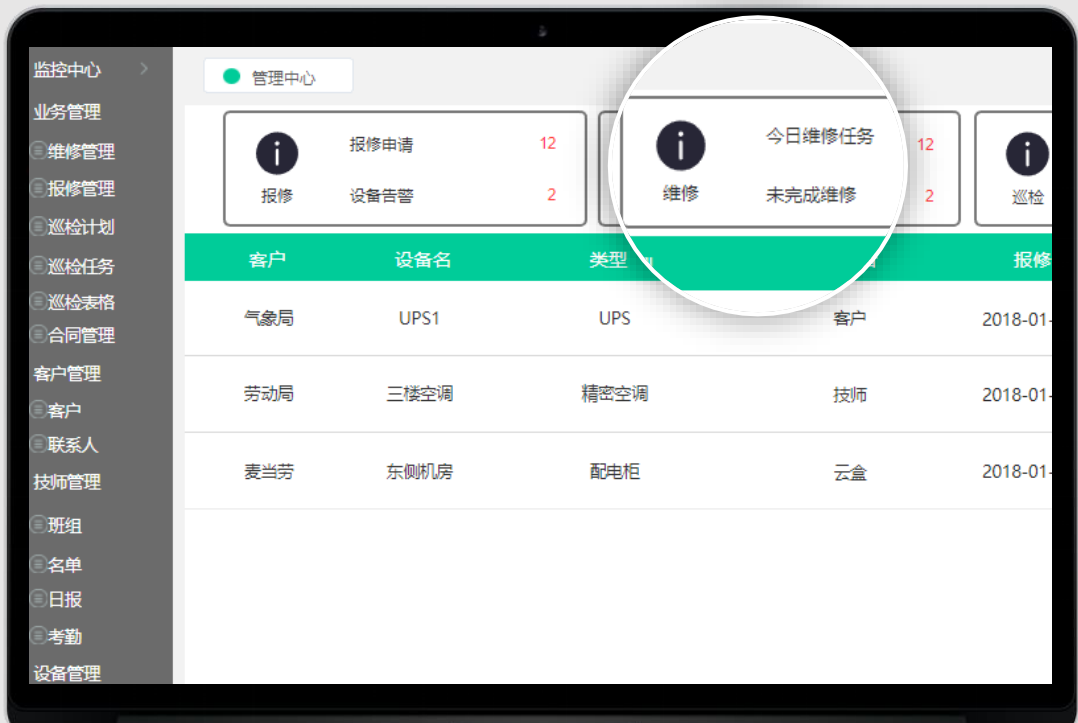 监控中心
业务管理
维修管理
报修管理
巡检计划
巡检任务
巡检表格
合同管理
客户管理
客户
联系人
技师管理
班组
名单
日报
考勤
设备管理
管理中心
报修
报修申请 12
设备告警 2
维修
今日维修任务 12
未完成维修 2
巡检
客户 设备名 类型 报修
气象局 UPS1 UPS 客户 2018-01-
劳动局 三楼空调 精密空调 技师 2018-01-
麦当劳 东侧机房 配电柜 云盒 2018-01-